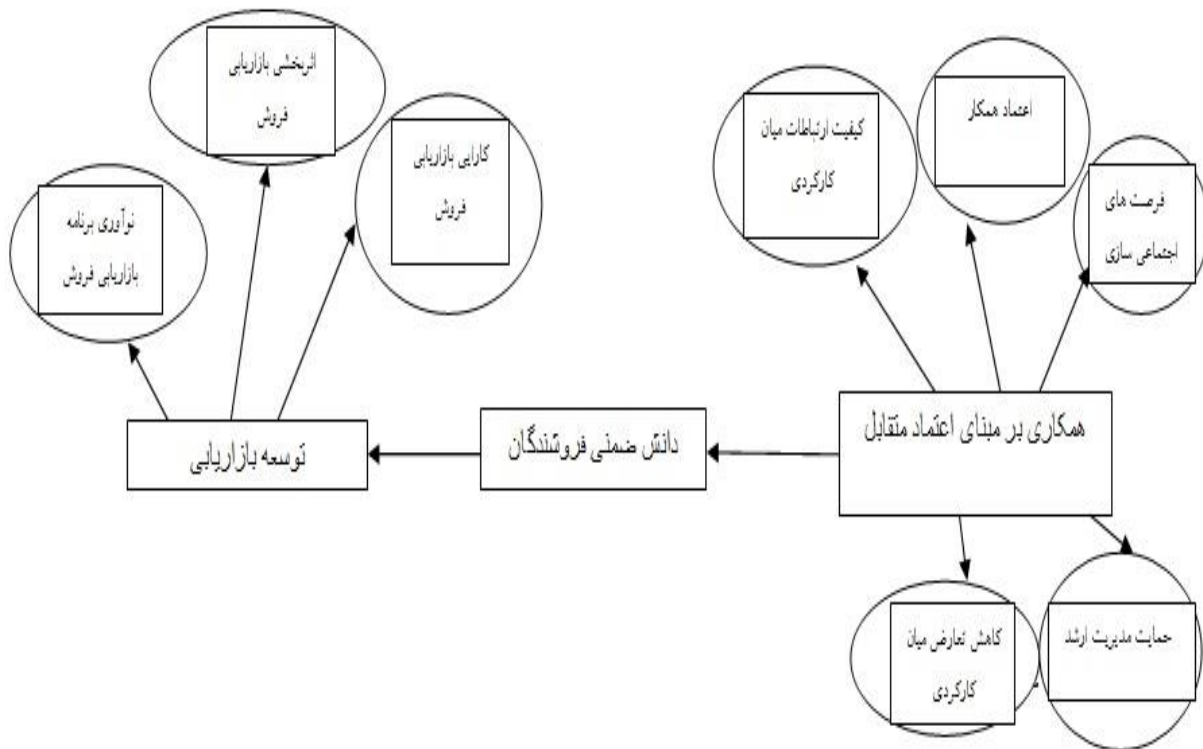 اعتماد همکار
کیفیت ارتباطات میان
کارکردی
فرصت های
اجتماعی سازی
اثربخشی بازاریابی
فروش
کارایی بازاریابی
فروش
نوآوری برنامه
بازاریابی فروش
همکاری بر مبنای اعتماد متقابل
دانش ضمنی فروشندگان
توسعه بازاریابی
حمایت مدیریت ارشد
کاهش تعارض میان
کارکردی